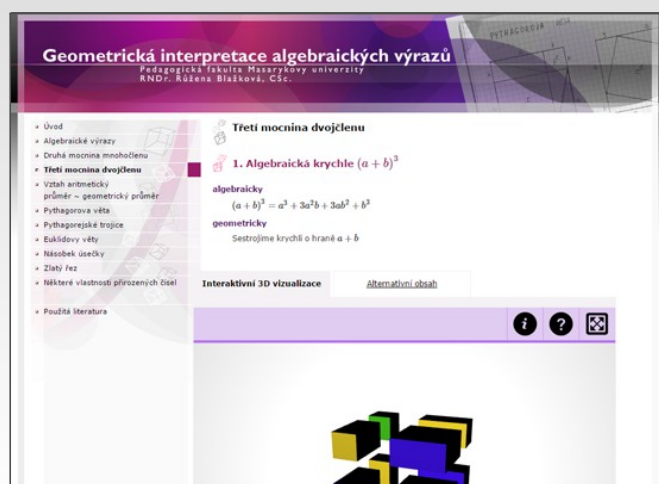 PYTHAGOROVA VĚTA
Geometrická interpretace algebraických výrazů
Pedagogická fakulta Masarykovy univerzity
RNDr. Růžena Blažková, CSc.
Úvod
Algebraické výrazy
Druhá mocnina mnohočlenu
Třetí mocnina dvojčlenu
Vztah aritmetický
průměr ~ geometrický průměr
Pythagorova věta
Pythagorejské trojice
Euklidovy věty
Násobek úsečky
Zlatý řez
Některé vlastnosti přirozených čísel
Použitá literatura
Třetí mocnina dvojčlenu
1. Algebraická krychle (a + b)³
algebraicky
(a + b)³ = a³ + 3a²b + 3ab² + b³
geometricky
Sestrojíme krychli o hraně a + b
Interaktivní 3D vizualizace
Alternativní obsah
i ?